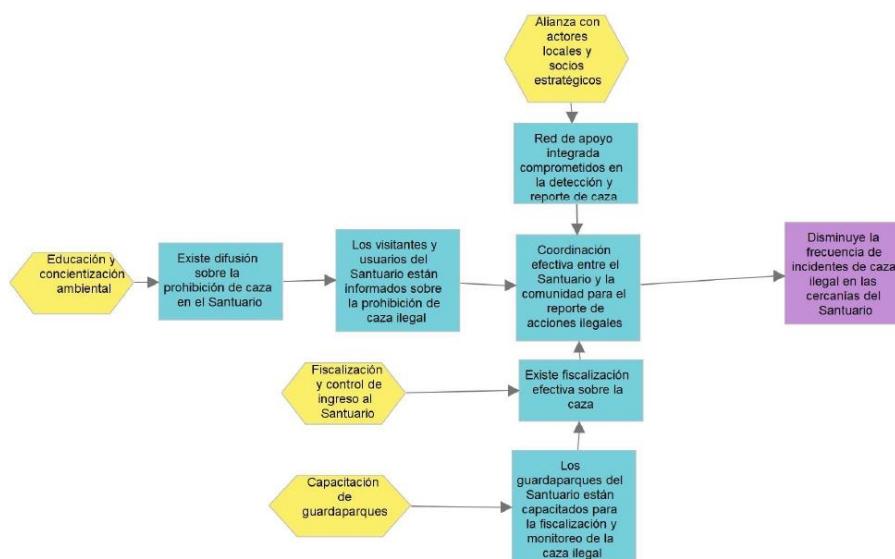 Alianza con
actores
locales y
socios
estratégicos
Red de apoyo
integrada
comprometidos en
la detección y
reporte de caza
Educación y
concientización
ambiental
Existe difusión
sobre la
prohibición de caza
en el Santuario
Los visitantes y
usuarios del
Santuario están
informados sobre
la prohibición de
caza ilegal
Coordinación
efectiva entre el
Santuario y la
comunidad para el
reporte de
acciones ilegales
Disminuye la
frecuencia de
incidentes de caza
ilegal en las
cercanías del
Santuario
Fiscalización
y control de
ingreso al
Santuario
Existe fiscalización
efectiva sobre la
caza
Capacitación
de
guardaparques
Los
guardaparques del
Santuario están
capacitados para
la fiscalización y
monitoreo de la
caza ilegal